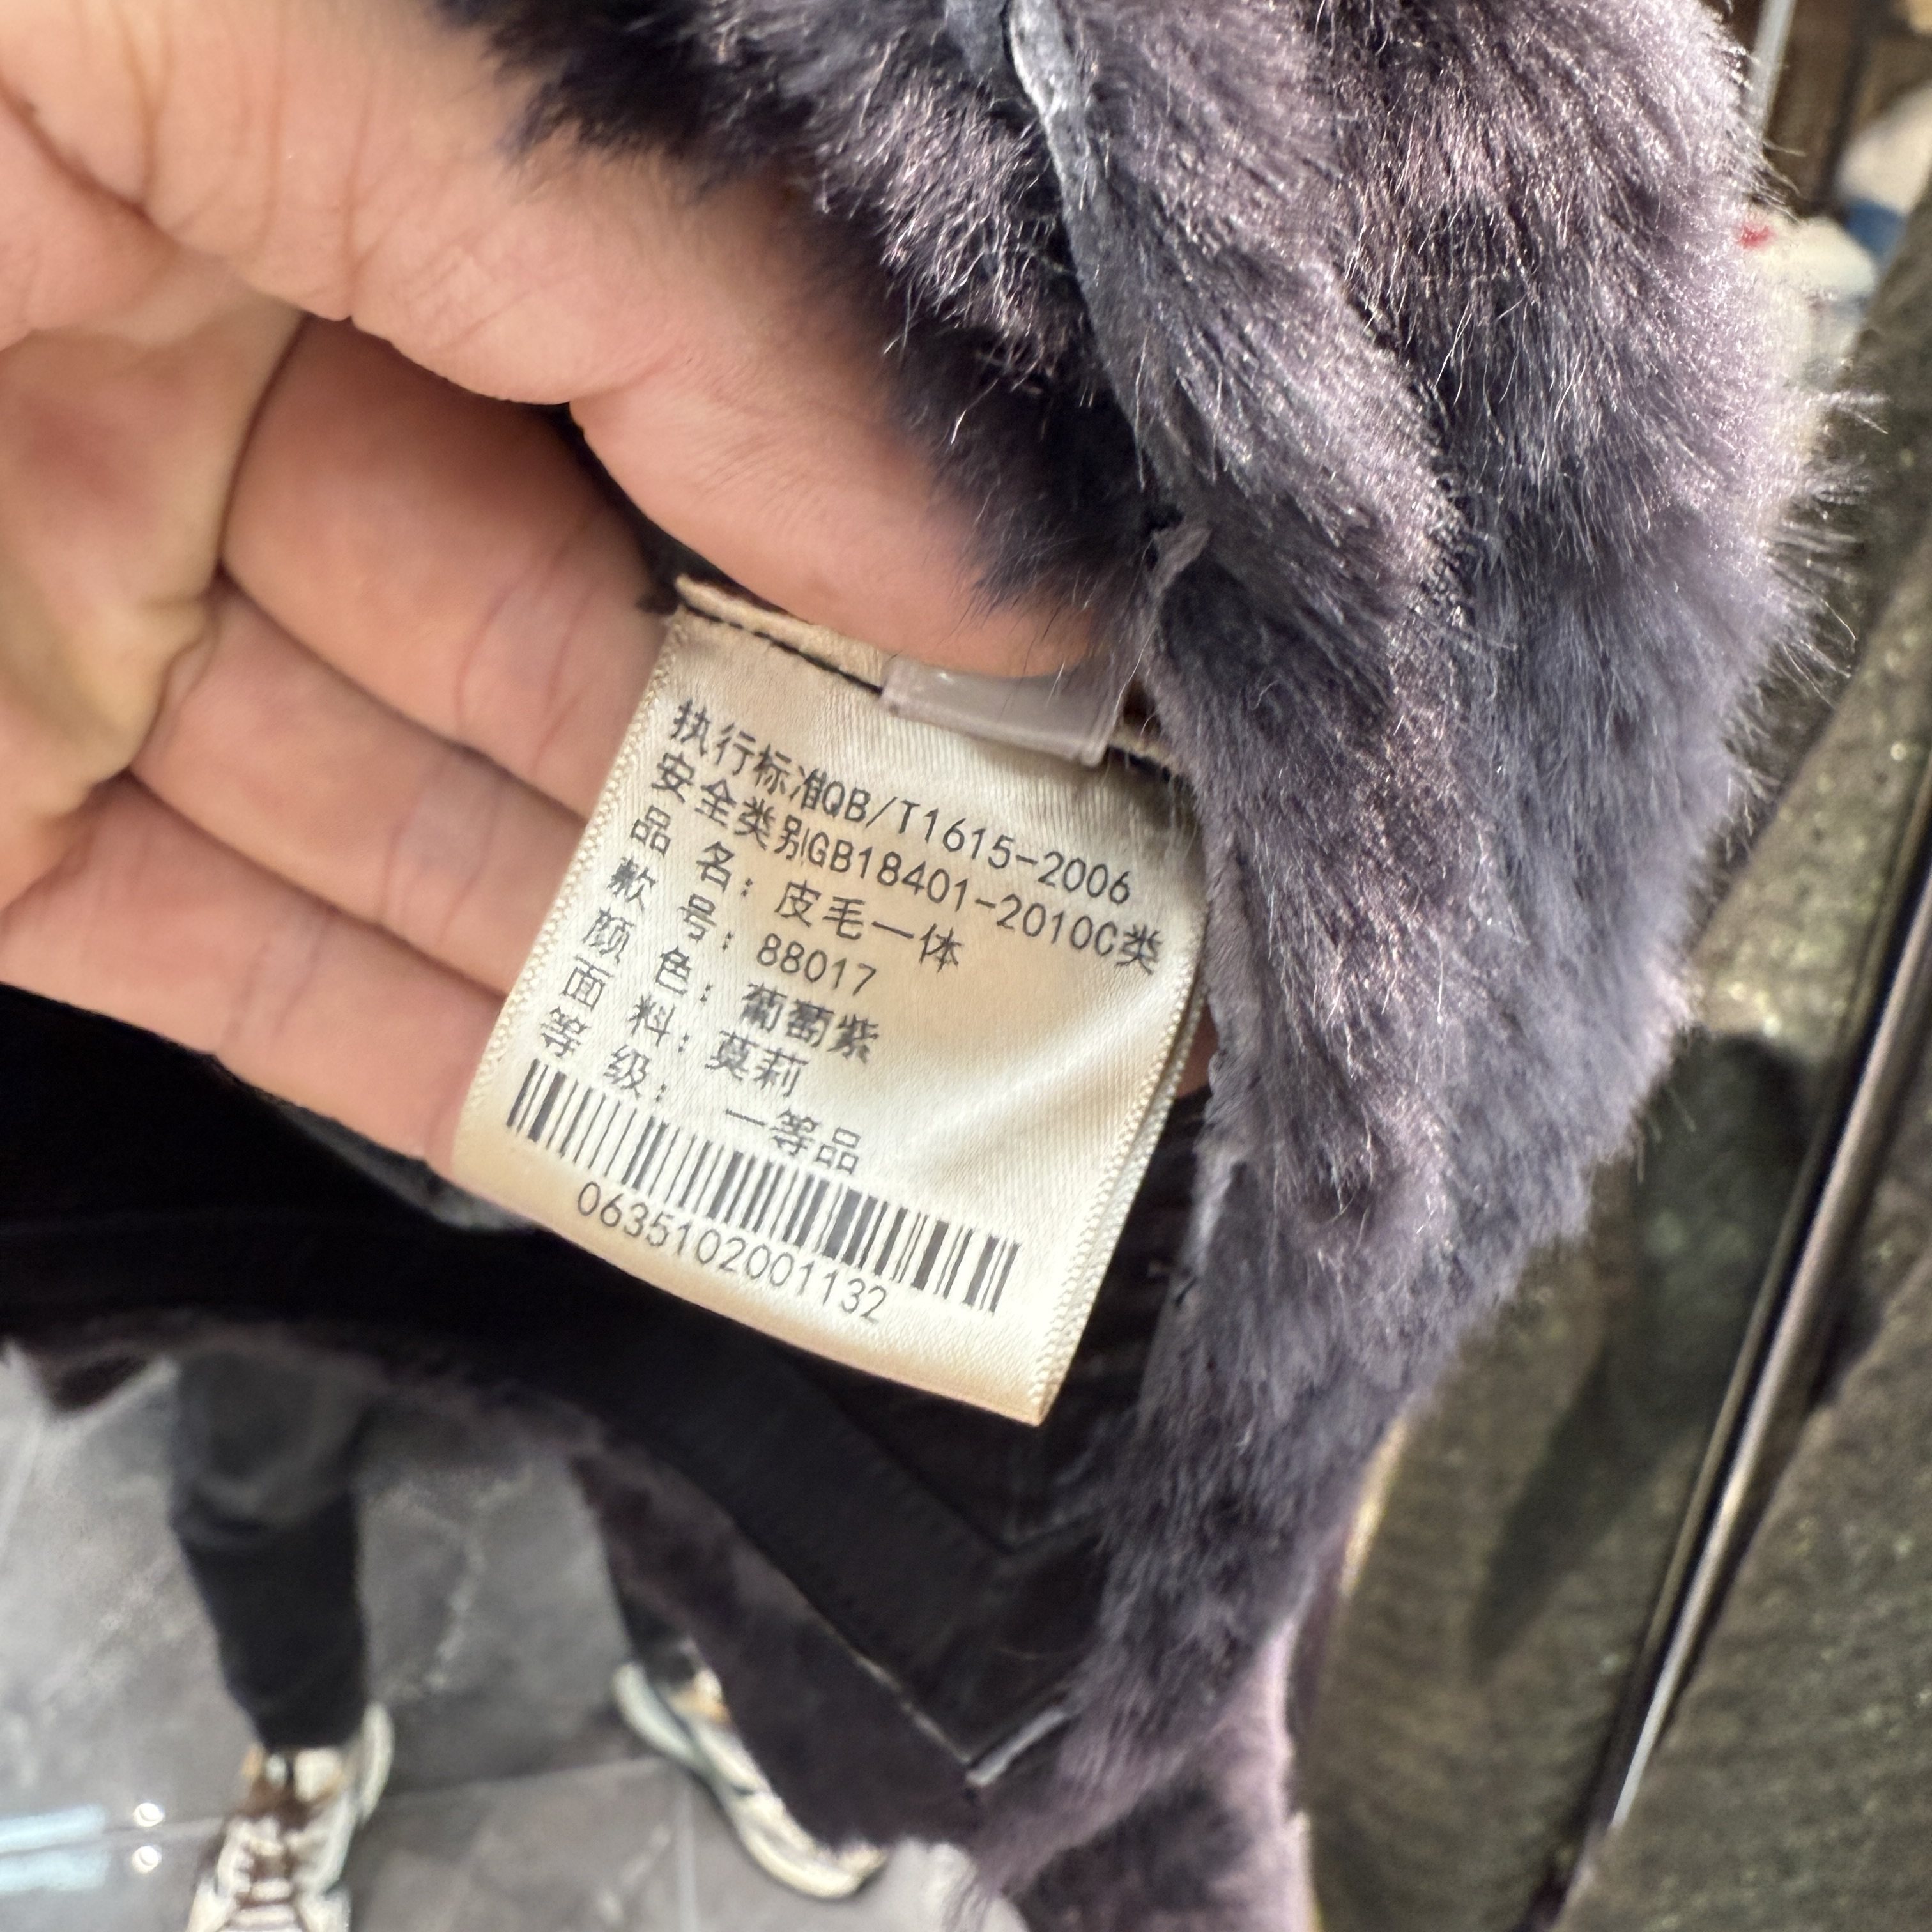 执行标准QB/T1615-2006
安全类别GB18401-2010C类
品 名：皮毛一体
款 号：88017
颜 色：葡萄紫
面 料：莫莉
等 级： 一等品
0635102001132